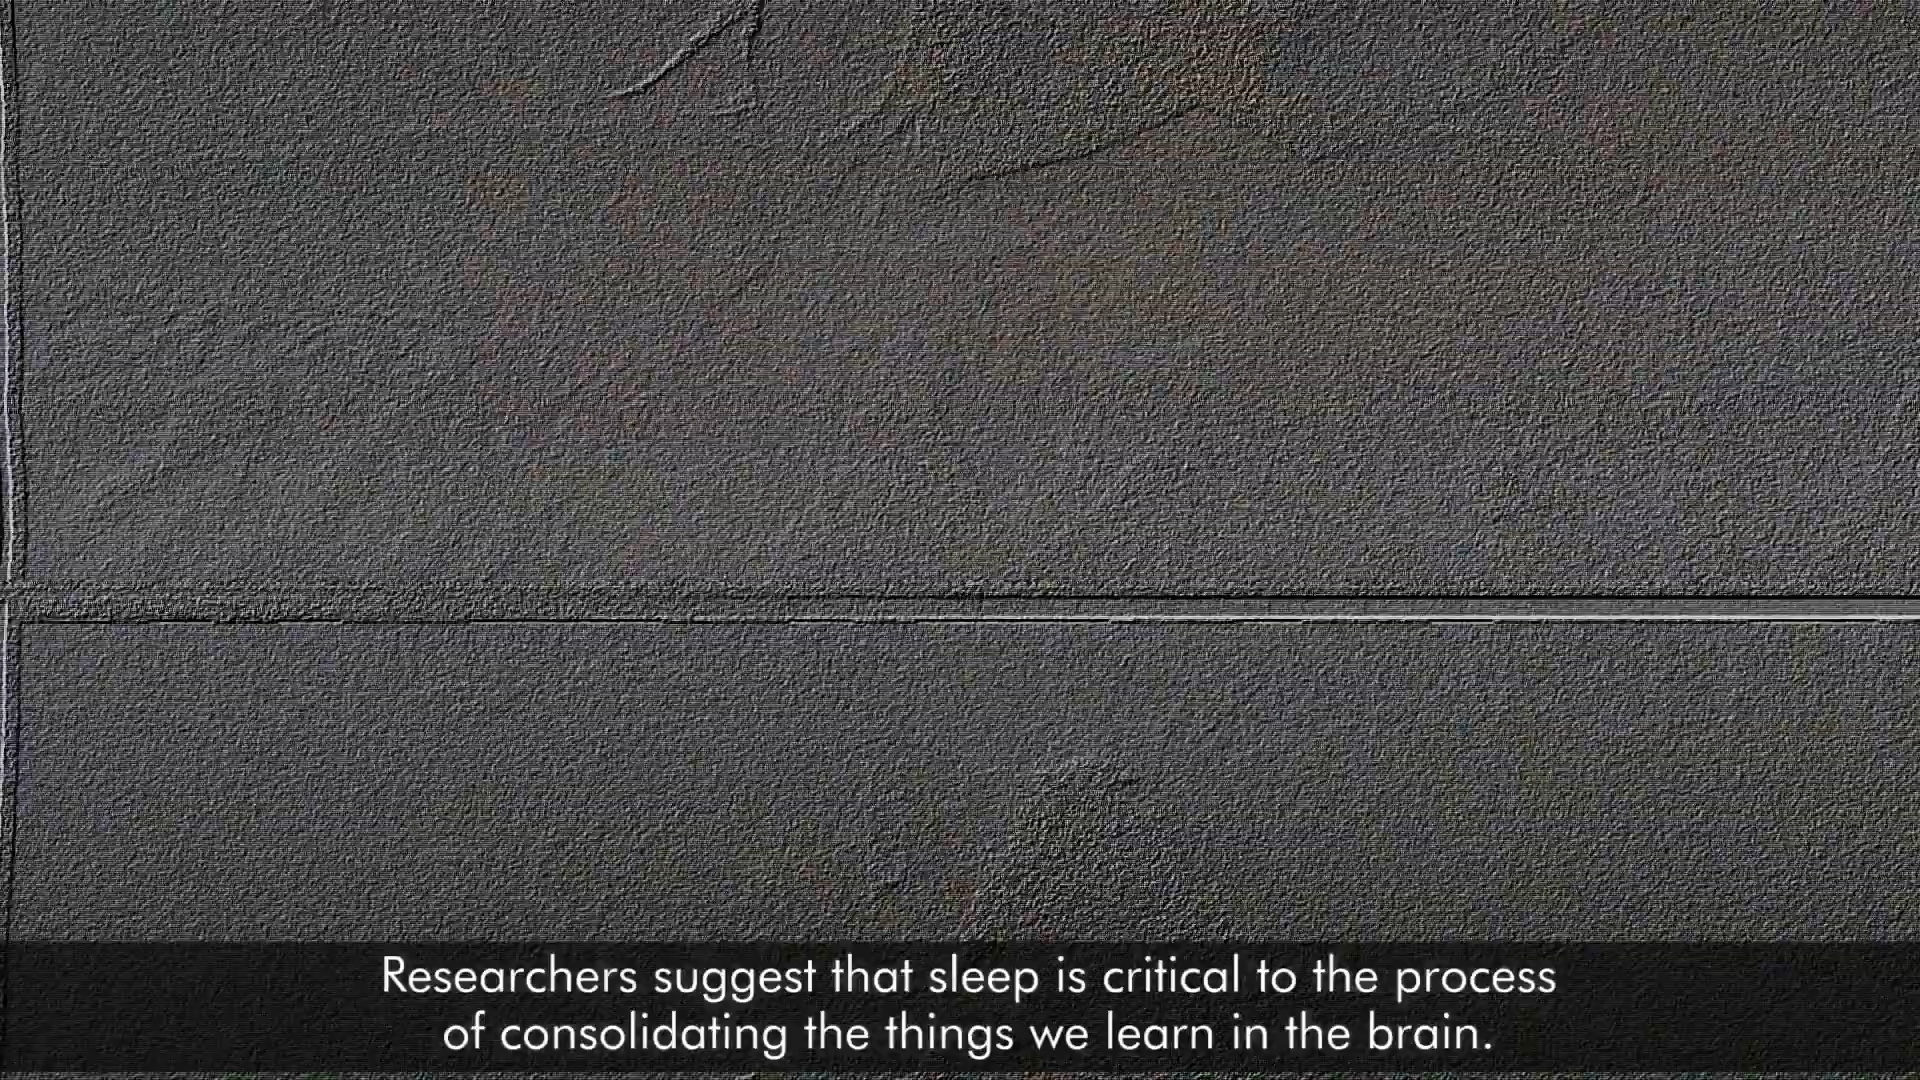 Researchers suggest that sleep is critical to the process
of consolidating the things we learn in the brain.